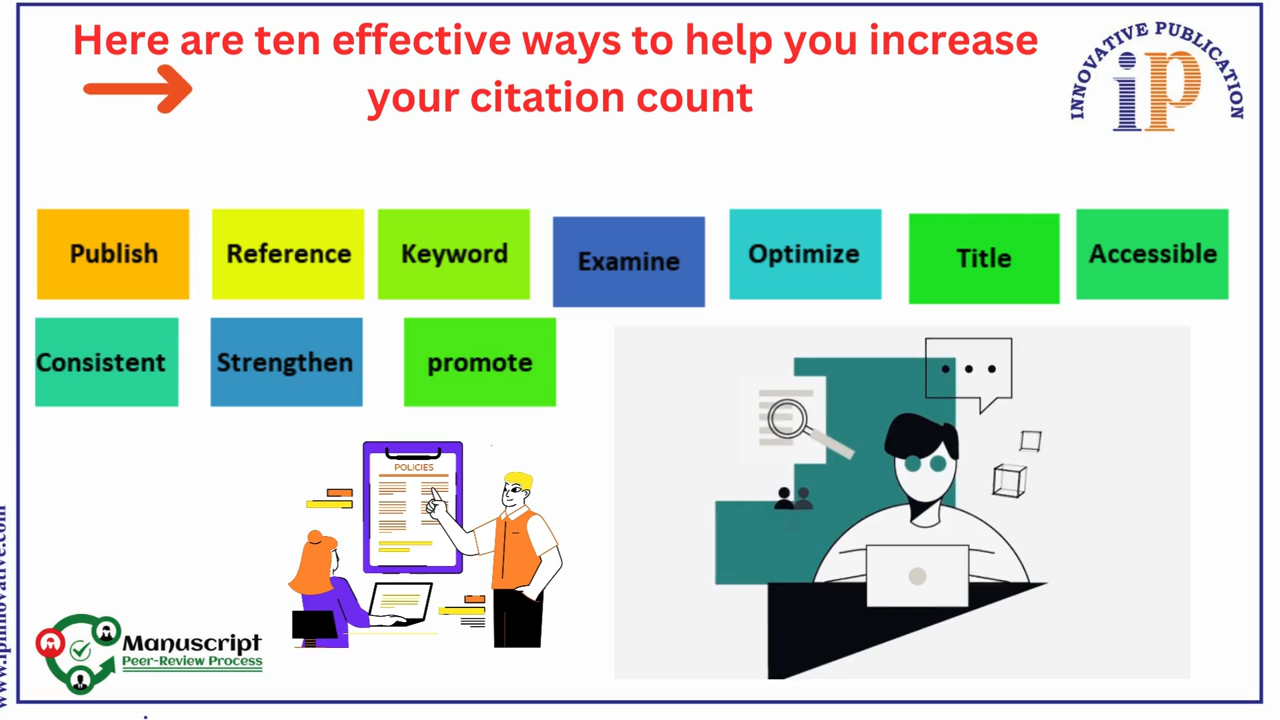 Here are ten effective ways to help you increase
your citation count
INNOVATIVE PUBLICATION
ip
Publish
Reference
Keyword
Examine
Optimize
Title
Accessible
Consistent
Strengthen
promote
POLICIES
Manuscript
Peer-Review Process